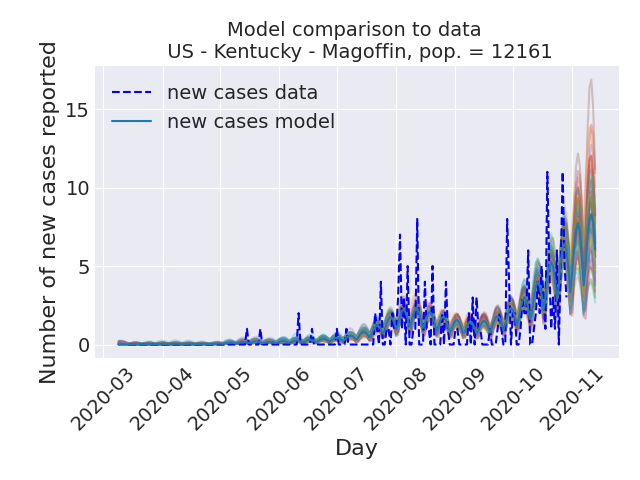 Model comparison to data
US - Kentucky - Magoffin, pop. = 12161
Number of new cases reported
15
10
5
0
new cases data
new cases model
2020-03
2020-04
2020-05
2020-06
2020-07
2020-08
2020-09
2020-10
2020-11
Day